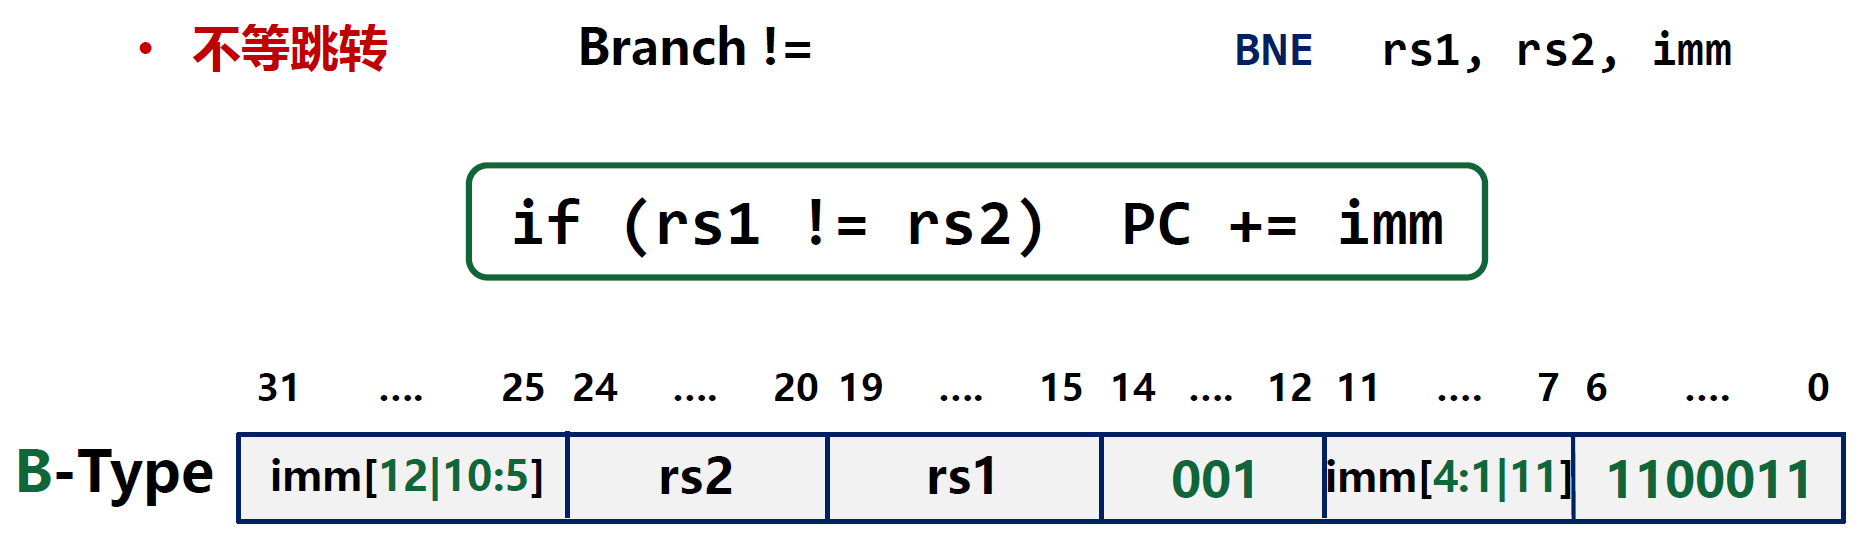 • 不等跳转 Branch != BNE rs1, rs2, imm
if (rs1 != rs2) PC += imm
31 .... 25 24 .... 20 19 .... 15 14 .... 12 11 .... 7 6 .... 0
B-Type imm[12|10:5] rs2 rs1 001 imm[4:1|11] 1100011